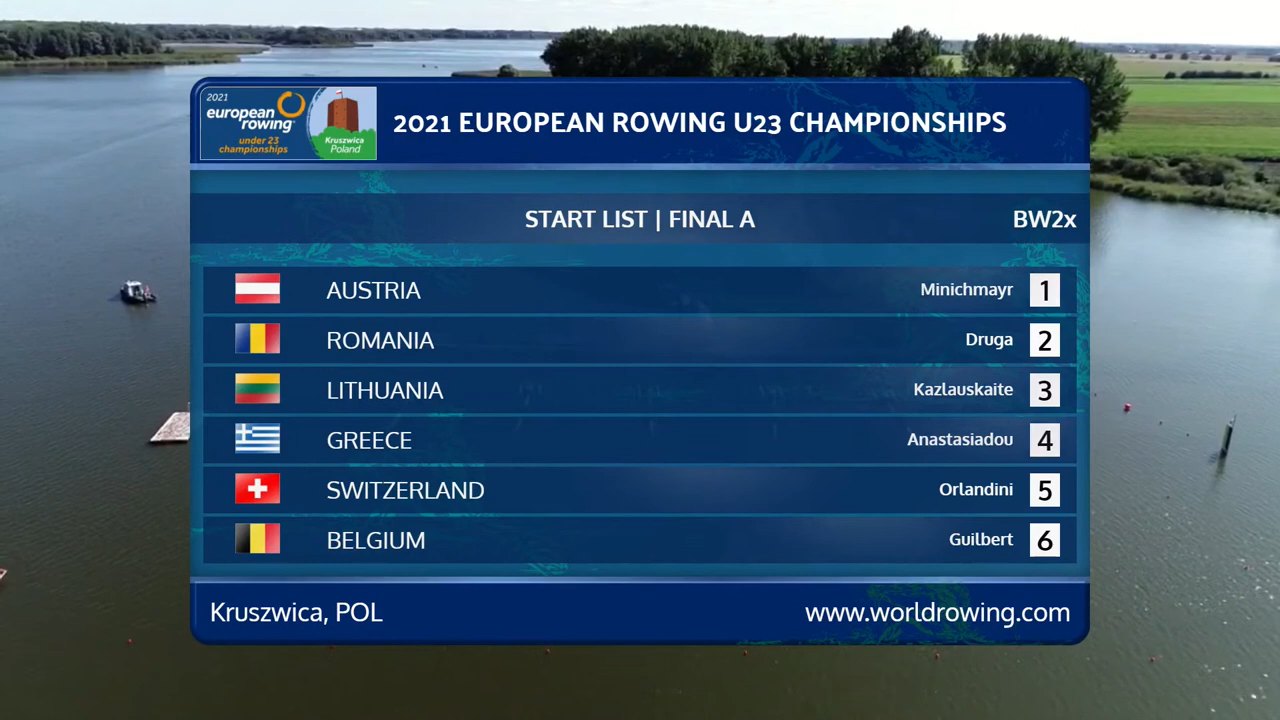 2021
european
rowing
under 23
championships
Kruszwica
Poland
2021 EUROPEAN ROWING U23 CHAMPIONSHIPS
START LIST | FINAL A BW2x
AUSTRIA Minichmayr 1
ROMANIA Druga 2
LITHUANIA Kazlauskaite 3
GREECE Anastasiadou 4
SWITZERLAND Orlandini 5
BELGIUM Guilbert 6
Kruszwica, POL www.worldrowing.com